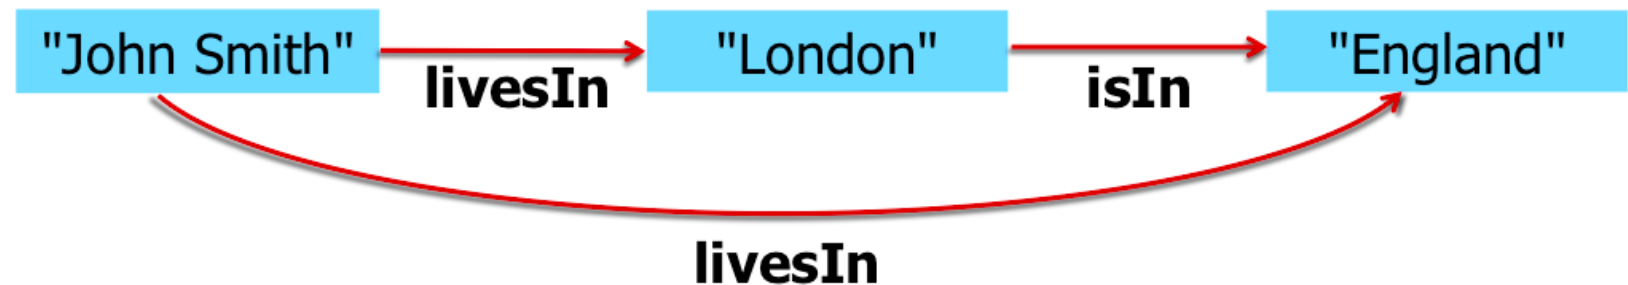 "John Smith"
livesIn
"London"
isIn
"England"
livesIn